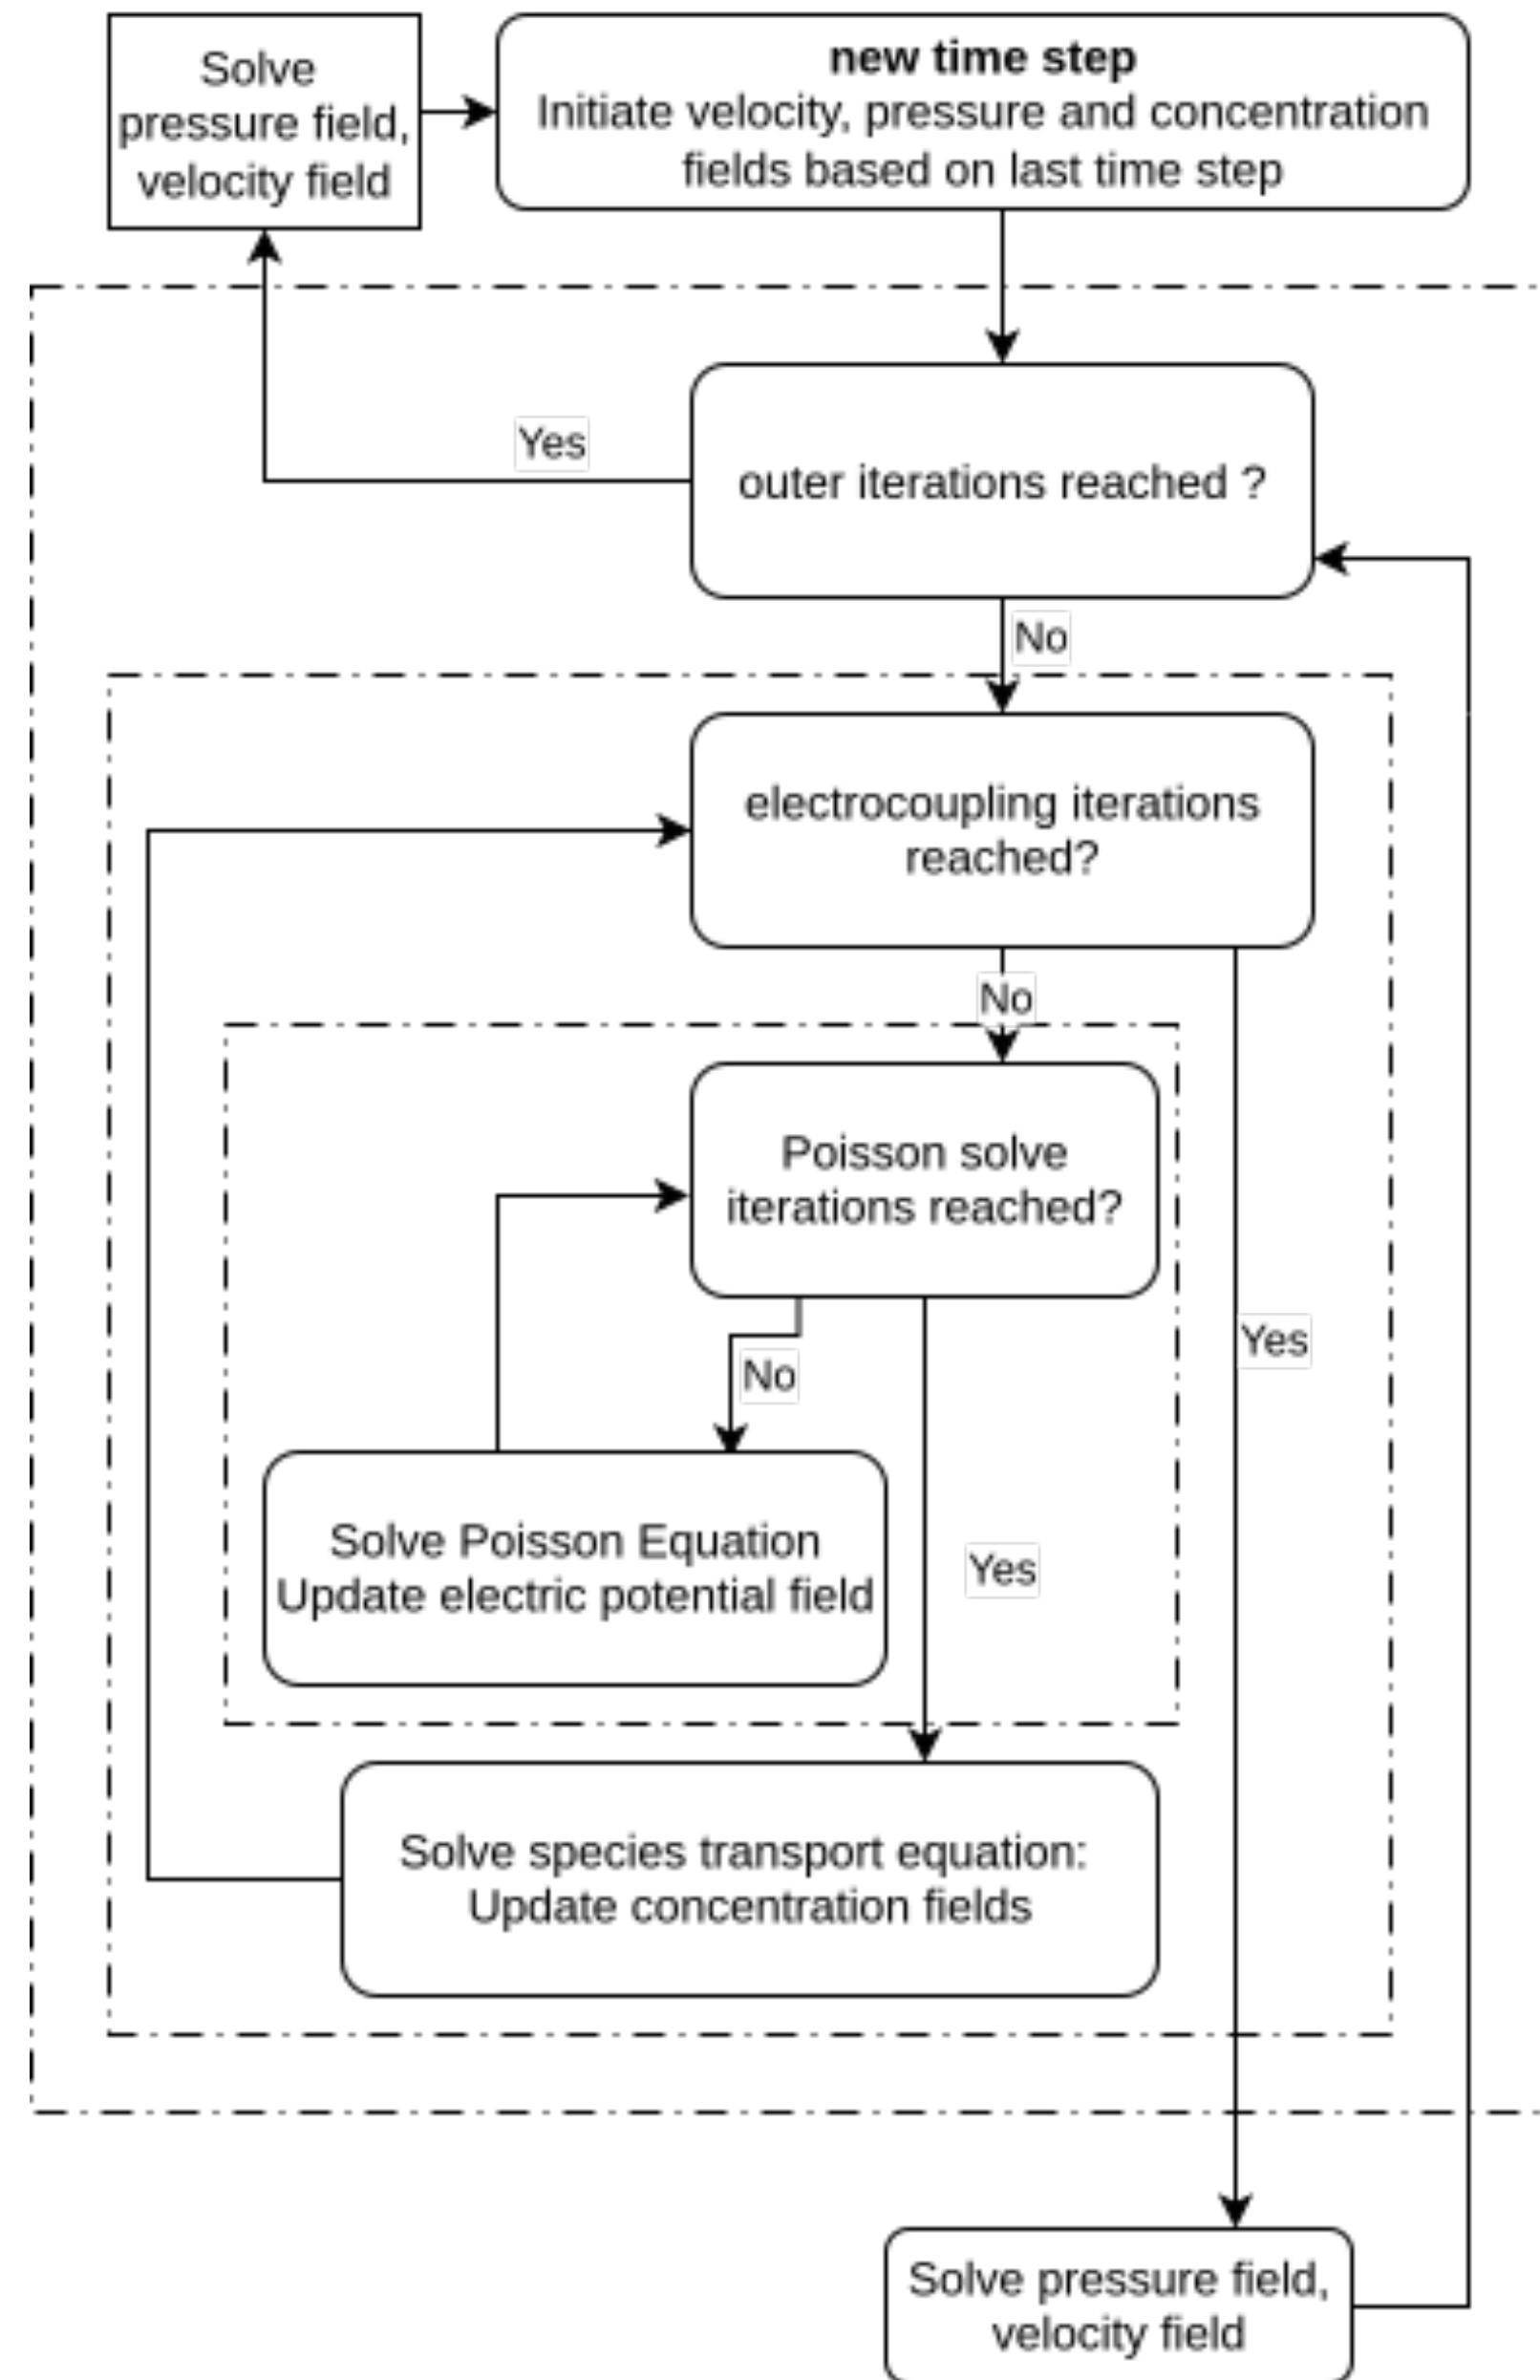 Solve
pressure field,
velocity field
new time step
Initiate velocity, pressure and concentration
fields based on last time step
Yes
outer iterations reached ?
No
electrocoupling iterations
reached?
No
Poisson solve
iterations reached?
Yes
No
Solve Poisson Equation
Update electric potential field
Yes
Solve species transport equation:
Update concentration fields
Solve pressure field,
velocity field